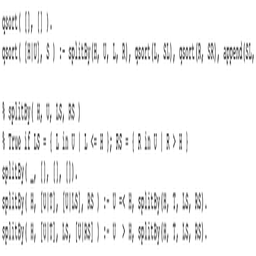 qsort( [], [] ).
qsort( [H|U], S ) :- splitBy(H, U, L, R), qsort(L, SL), qsort(R, SR), append(SL,
% splitBy( H, U, LS, RS )
% True if LS = { L in U | L <= H }; RS = { R in U | R > H }
splitBy( _, [], [], []).
splitBy( H, [U|T], [U|LS], RS ) :- U =< H, splitBy(H, T, LS, RS).
splitBy( H, [U|T], LS, [U|RS] ) :- U > H, splitBy(H, T, LS, RS).